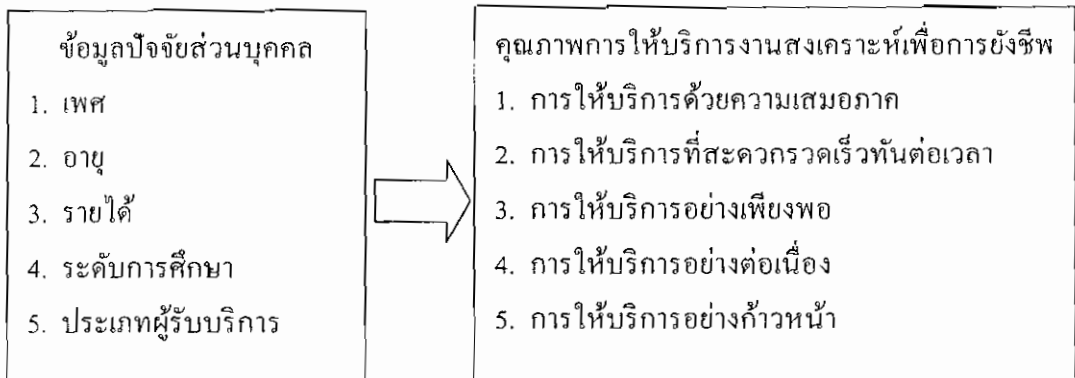 ข้อมูลปัจจัยส่วนบุคคล
1. เพศ
2. อายุ
3. รายได้
4. ระดับการศึกษา
5. ประเภทผู้รับบริการ
คุณภาพการให้บริการงานสงเคราะห์เพื่อการยังชีพ
1. การให้บริการด้วยความเสมอภาค
2. การให้บริการที่สะดวกรวดเร็วทันต่อเวลา
3. การให้บริการอย่างเพียงพอ
4. การให้บริการอย่างต่อเนื่อง
5. การให้บริการอย่างก้าวหน้า